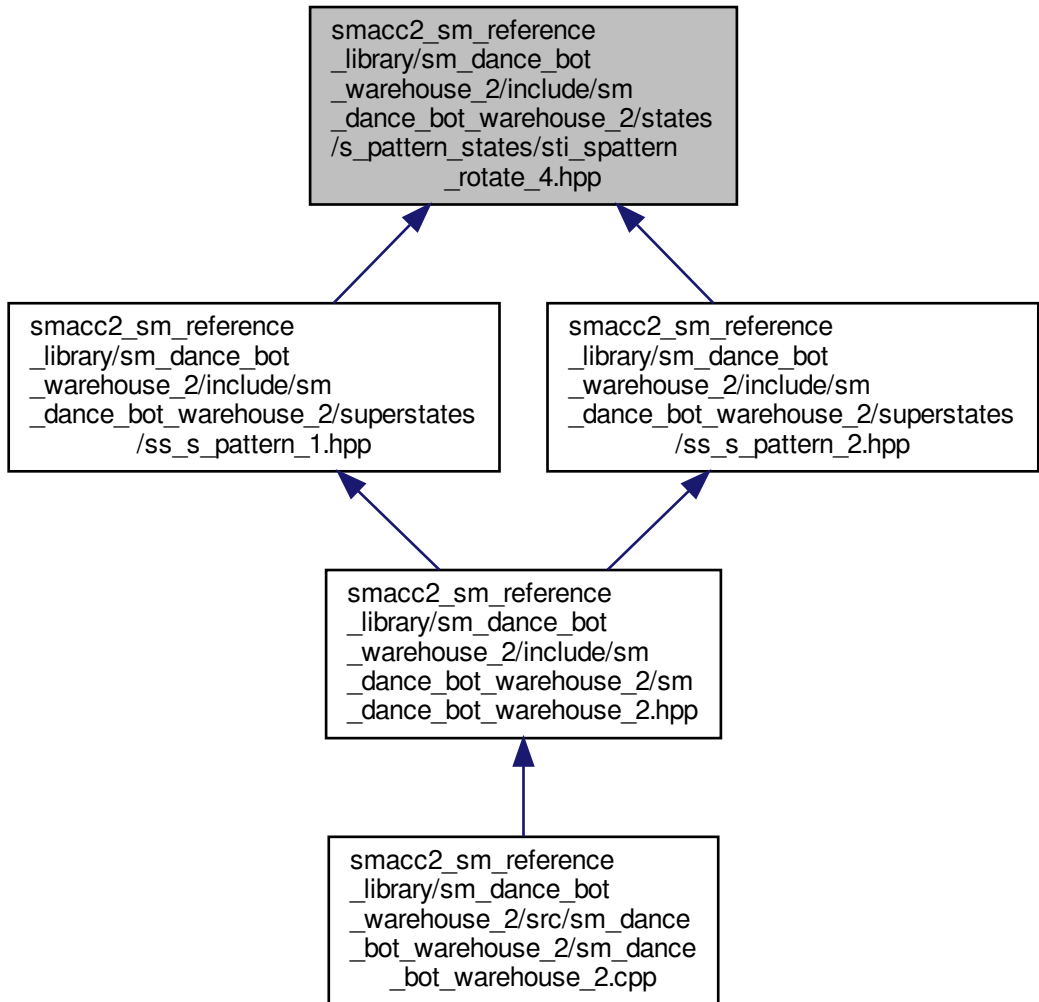 smacc2_sm_reference
_library/sm_dance_bot
_warehouse_2/include/sm
_dance_bot_warehouse_2/states
/s_pattern_states/sti_spattern
_rotate_4.hpp
smacc2_sm_reference
_library/sm_dance_bot
_warehouse_2/include/sm
_dance_bot_warehouse_2/superstates
/ss_s_pattern_1.hpp
smacc2_sm_reference
_library/sm_dance_bot
_warehouse_2/include/sm
_dance_bot_warehouse_2/superstates
/ss_s_pattern_2.hpp
smacc2_sm_reference
_library/sm_dance_bot
_warehouse_2/include/sm
_dance_bot_warehouse_2/sm
_dance_bot_warehouse_2.hpp
smacc2_sm_reference
_library/sm_dance_bot
_warehouse_2/src/sm_dance
_bot_warehouse_2/sm_dance
_bot_warehouse_2.cpp